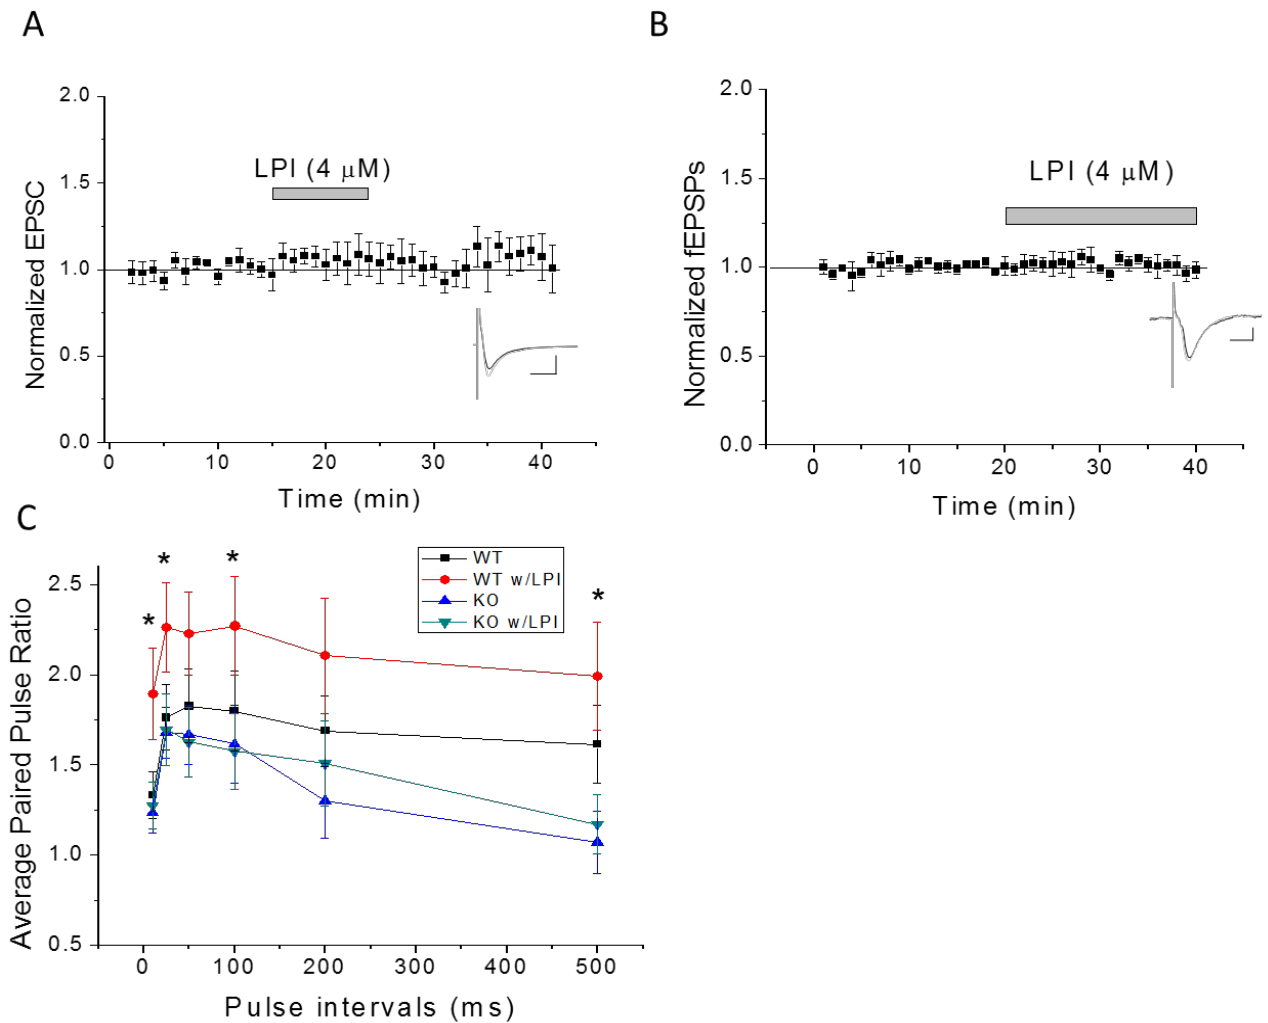 A
B
2.0
1.5
1.0
0.5
0.0
Normalized EPSC
LPI (4 μM)
0 10 20 30 40
Time (min)
2.0
1.5
1.0
0.5
0.0
Normalized fEPSPs
LPI (4 μM)
0 10 20 30 40
Time (min)
C
2.5
2.0
1.5
1.0
0.5
Average Paired Pulse Ratio
* * * *
WT
WT w/LPI
KO
KO w/LPI
0 100 200 300 400 500
Pulse intervals (ms)